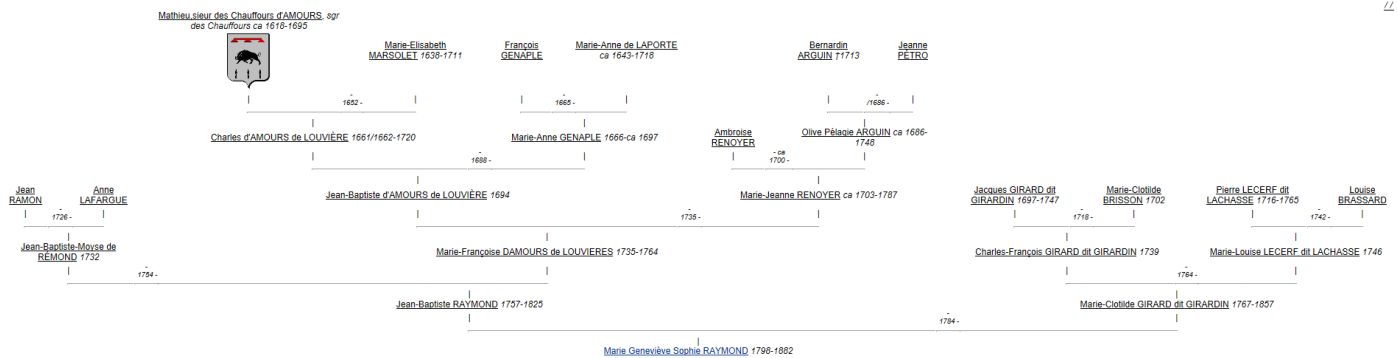 //
Mathieu,sieur des Chauffours d'AMOURS, sgr
des Chauffours ca 1618-1695
Marie-Elisabeth
MARSOLET 1638-1711
François
GENAPLE
Marie-Anne de LAPORTE
ca 1643-1718
Bernardin
ARGUIN †1713
Jeanne
PÉTRO
| - | | - | | - |
1652 - 1665 - /1686 -
Charles d'AMOURS de LOUVIÈRE 1661/1662-1720
Marie-Anne GENAPLE 1666-ca 1697
Ambroise
RENOYER
Olive Pélagie ARGUIN ca 1686-
1748
| - | | - ca |
1688 - 1700 -
Jean-Baptiste d'AMOURS de LOUVIÈRE 1694
Marie-Jeanne RENOYER ca 1703-1787
Jean
RAMON
Anne
LAFARGUE
Jacques GIRARD dit
GIRARDIN 1697-1747
Marie-Clotilde
BRISSON 1702
Pierre LECERF dit
LACHASSE 1716-1765
Louise
BRASSARD
| - | | - | | - | | - |
1726 - 1735 - 1718 - 1742 -
Jean-Baptiste-Moyse de
RÉMOND 1732
Marie-Françoise DAMOURS de LOUVIERES 1735-1764
Charles-François GIRARD dit GIRARDIN 1739
Marie-Louise LECERF dit LACHASSE 1746
| - | | - |
1754 - 1764 -
Jean-Baptiste RAYMOND 1757-1825
Marie-Clotilde GIRARD dit GIRARDIN 1767-1857
| - |
1784 -
|
Marie Geneviève Sophie RAYMOND 1798-1882